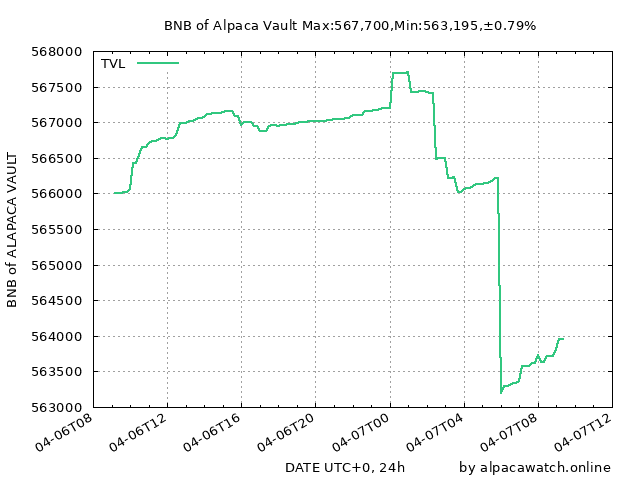 BNB of Alpaca Vault Max:567,700,Min:563,195,±0.79%
568000
567500
567000
566500
566000
565500
565000
564500
564000
563500
563000
TVL
BNB of ALAPACA VAULT
04-06T08
04-06T12
04-06T16
04-06T20
04-07T00
04-07T04
04-07T08
04-07T12
DATE UTC+0, 24h
by alpacawatch.online